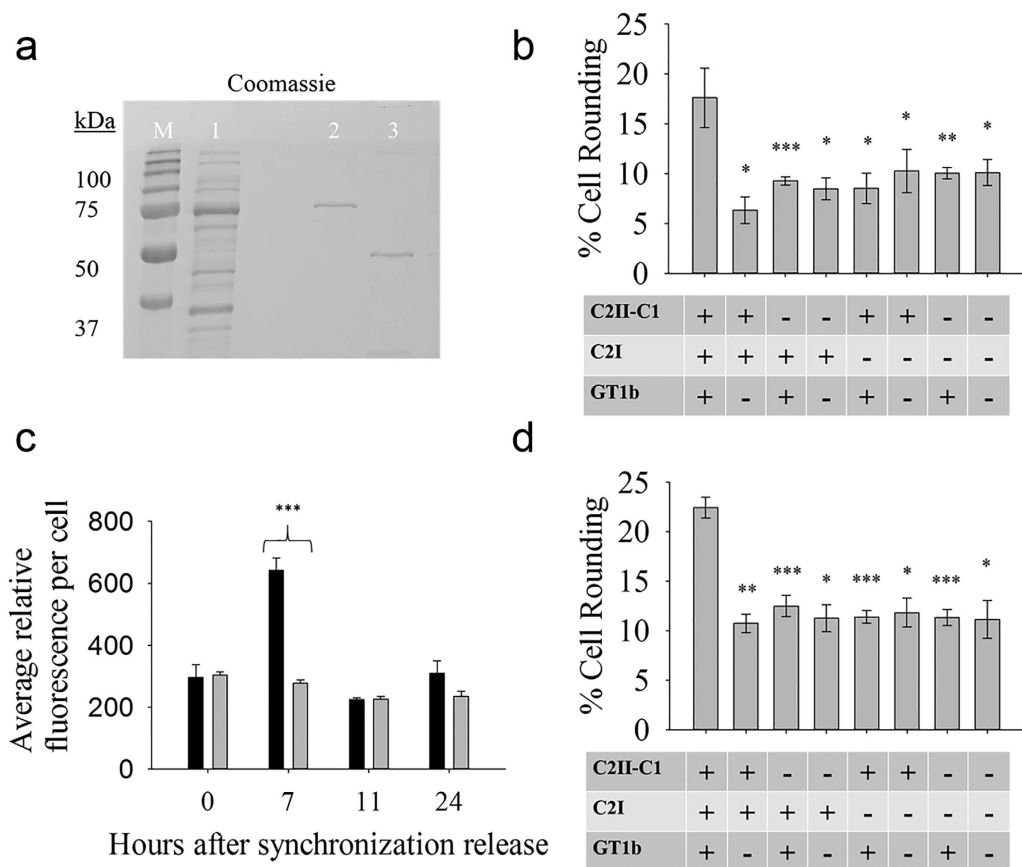 a
Coomassie
kDa
M 1 2 3
100
75
50
37
b
% Cell Rounding
25
20
15
10
5
0
* *** * * * ** *
C2II-C1 + + - - + + - -
C2I + + + + - - - -
GT1b + - + - + - + -
c
Average relative
fluorescence per cell
800
600
400
200
0
***
0 7 11 24
Hours after synchronization release
d
% Cell Rounding
25
20
15
10
5
0
** *** * *** * *** *
C2II-C1 + + - - + + - -
C2I + + + + - - - -
GT1b + - + - + - + -